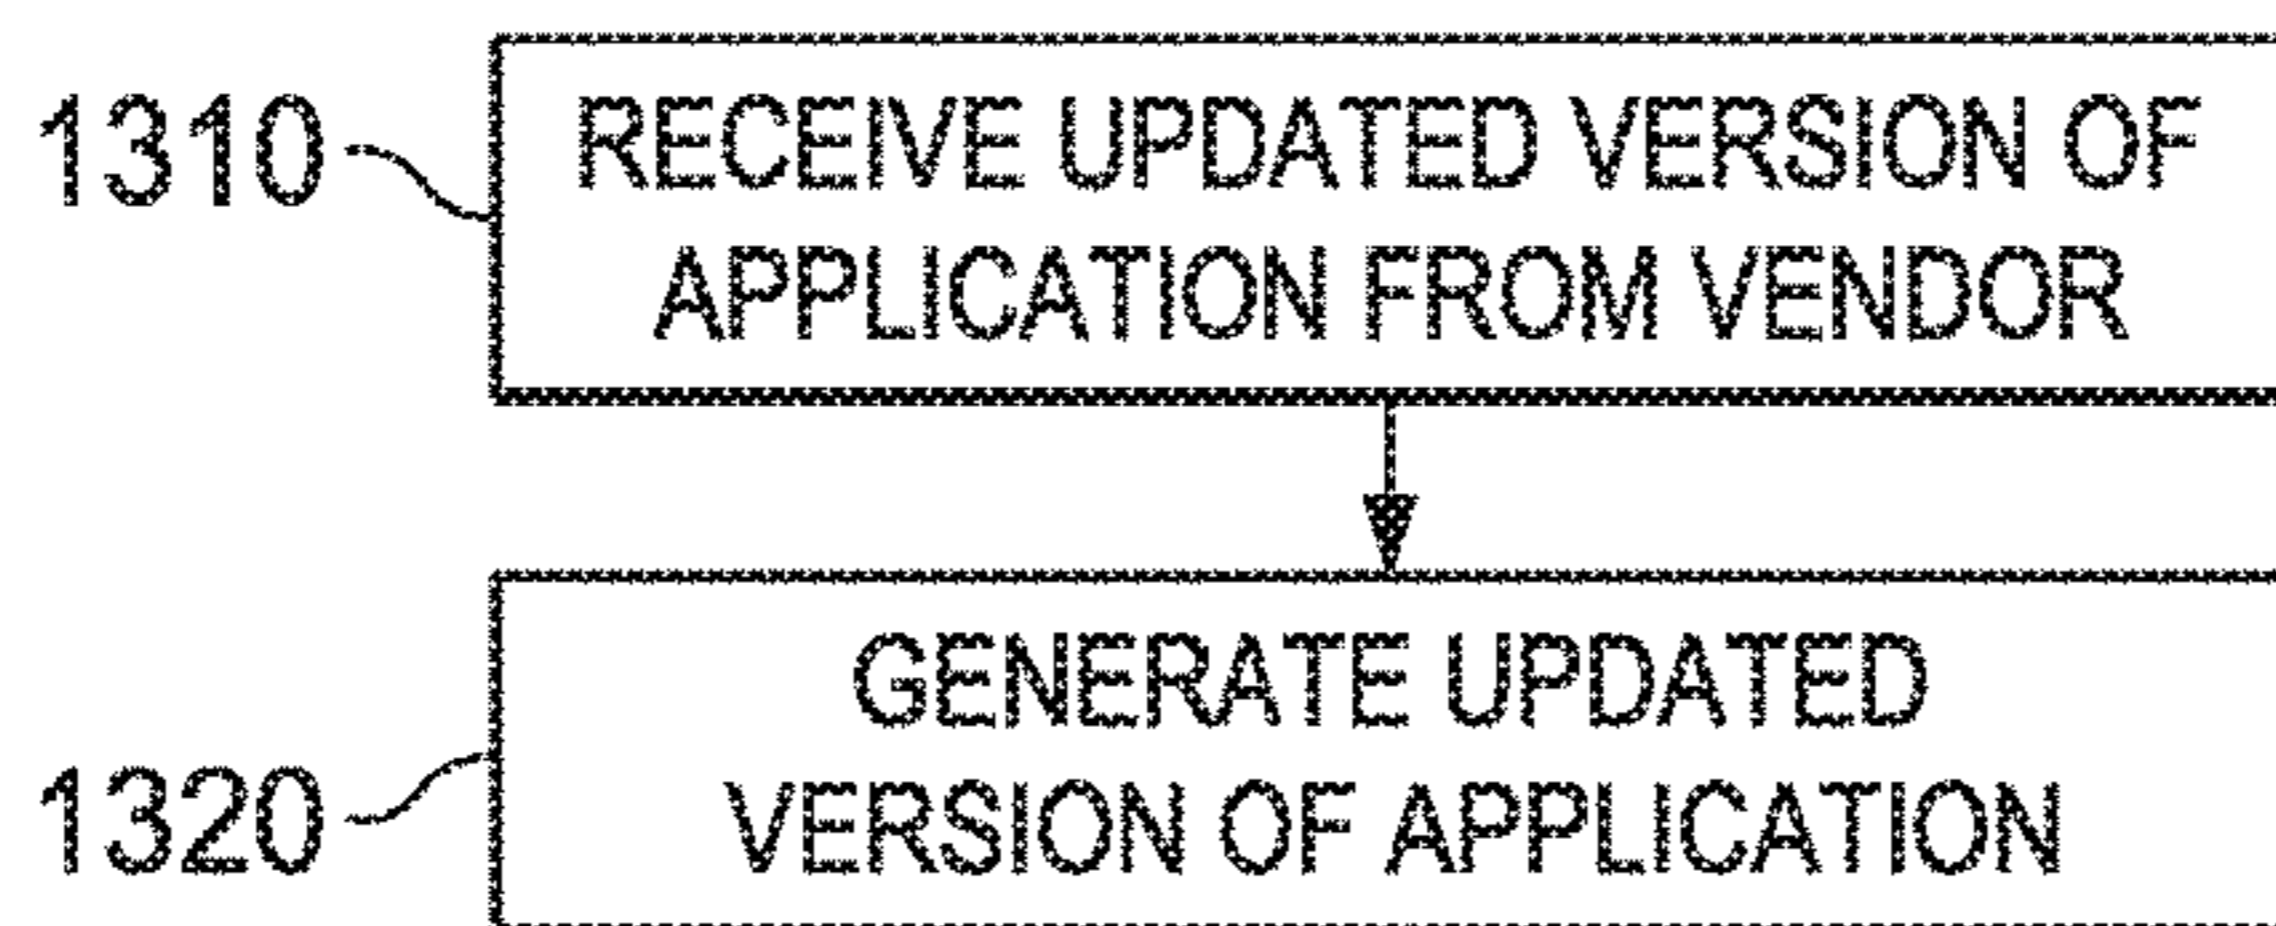 1310
RECEIVE UPDATED VERSION OF
APPLICATION FROM VENDOR
1320
GENERATE UPDATED
VERSION OF APPLICATION